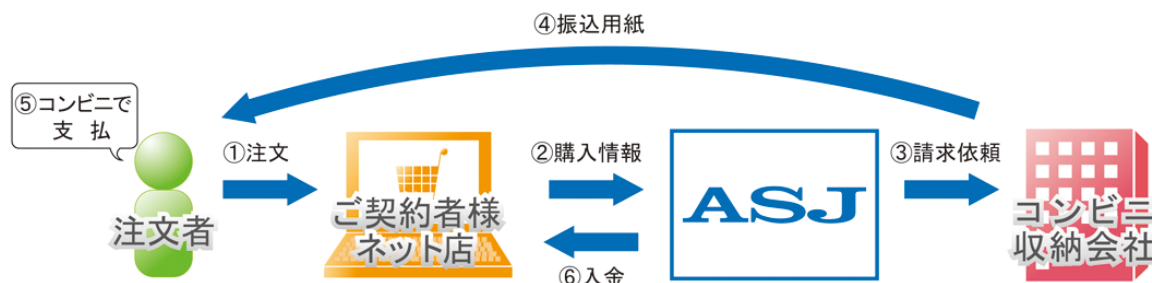 ④振込用紙
⑤コンビニで
支 払
①注文
②購入情報
③請求依頼
注文者
ご契約者様
ネット店
ASJ
コンビニ
収納会社
⑥入金